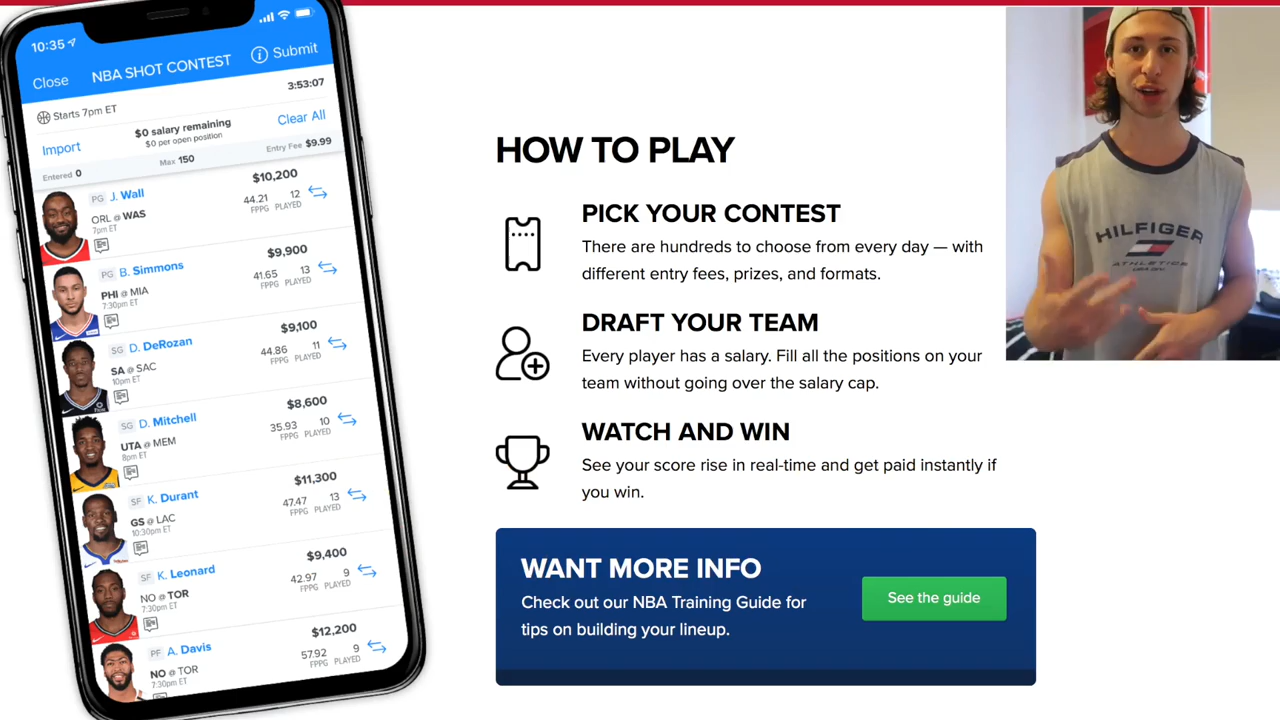 10:35
Close
NBA SHOT CONTEST
Submit
Starts 7pm ET
3:53:07
Import
$0 salary remaining
$0 per open position
Clear All
Entered 0
Max 150
Entry Fee $9.99
PG J. Wall
$10,200
ORL @ WAS
7pm ET
44.21
FPPG
12
PLAYED
PG B. Simmons
$9,900
PHI @ MIA
7:30pm ET
41.65
FPPG
13
PLAYED
SG D. DeRozan
$9,100
SA @ SAC
10pm ET
44.86
FPPG
11
PLAYED
SG D. Mitchell
$8,600
UTA @ MEM
8pm ET
35.93
FPPG
10
PLAYED
SF K. Durant
$11,300
GS @ LAC
10:30pm ET
47.47
FPPG
13
PLAYED
SF K. Leonard
$9,400
NO @ TOR
7:30pm ET
42.97
FPPG
9
PLAYED
PF A. Davis
$12,200
NO @ TOR
7:30pm ET
57.92
FPPG
9
PLAYED
HOW TO PLAY
PICK YOUR CONTEST
There are hundreds to choose from every day — with
different entry fees, prizes, and formats.
DRAFT YOUR TEAM
Every player has a salary. Fill all the positions on your
team without going over the salary cap.
WATCH AND WIN
See your score rise in real-time and get paid instantly if
you win.
WANT MORE INFO
Check out our NBA Training Guide for
tips on building your lineup.
See the guide
HILFIGER
ATHLETICS